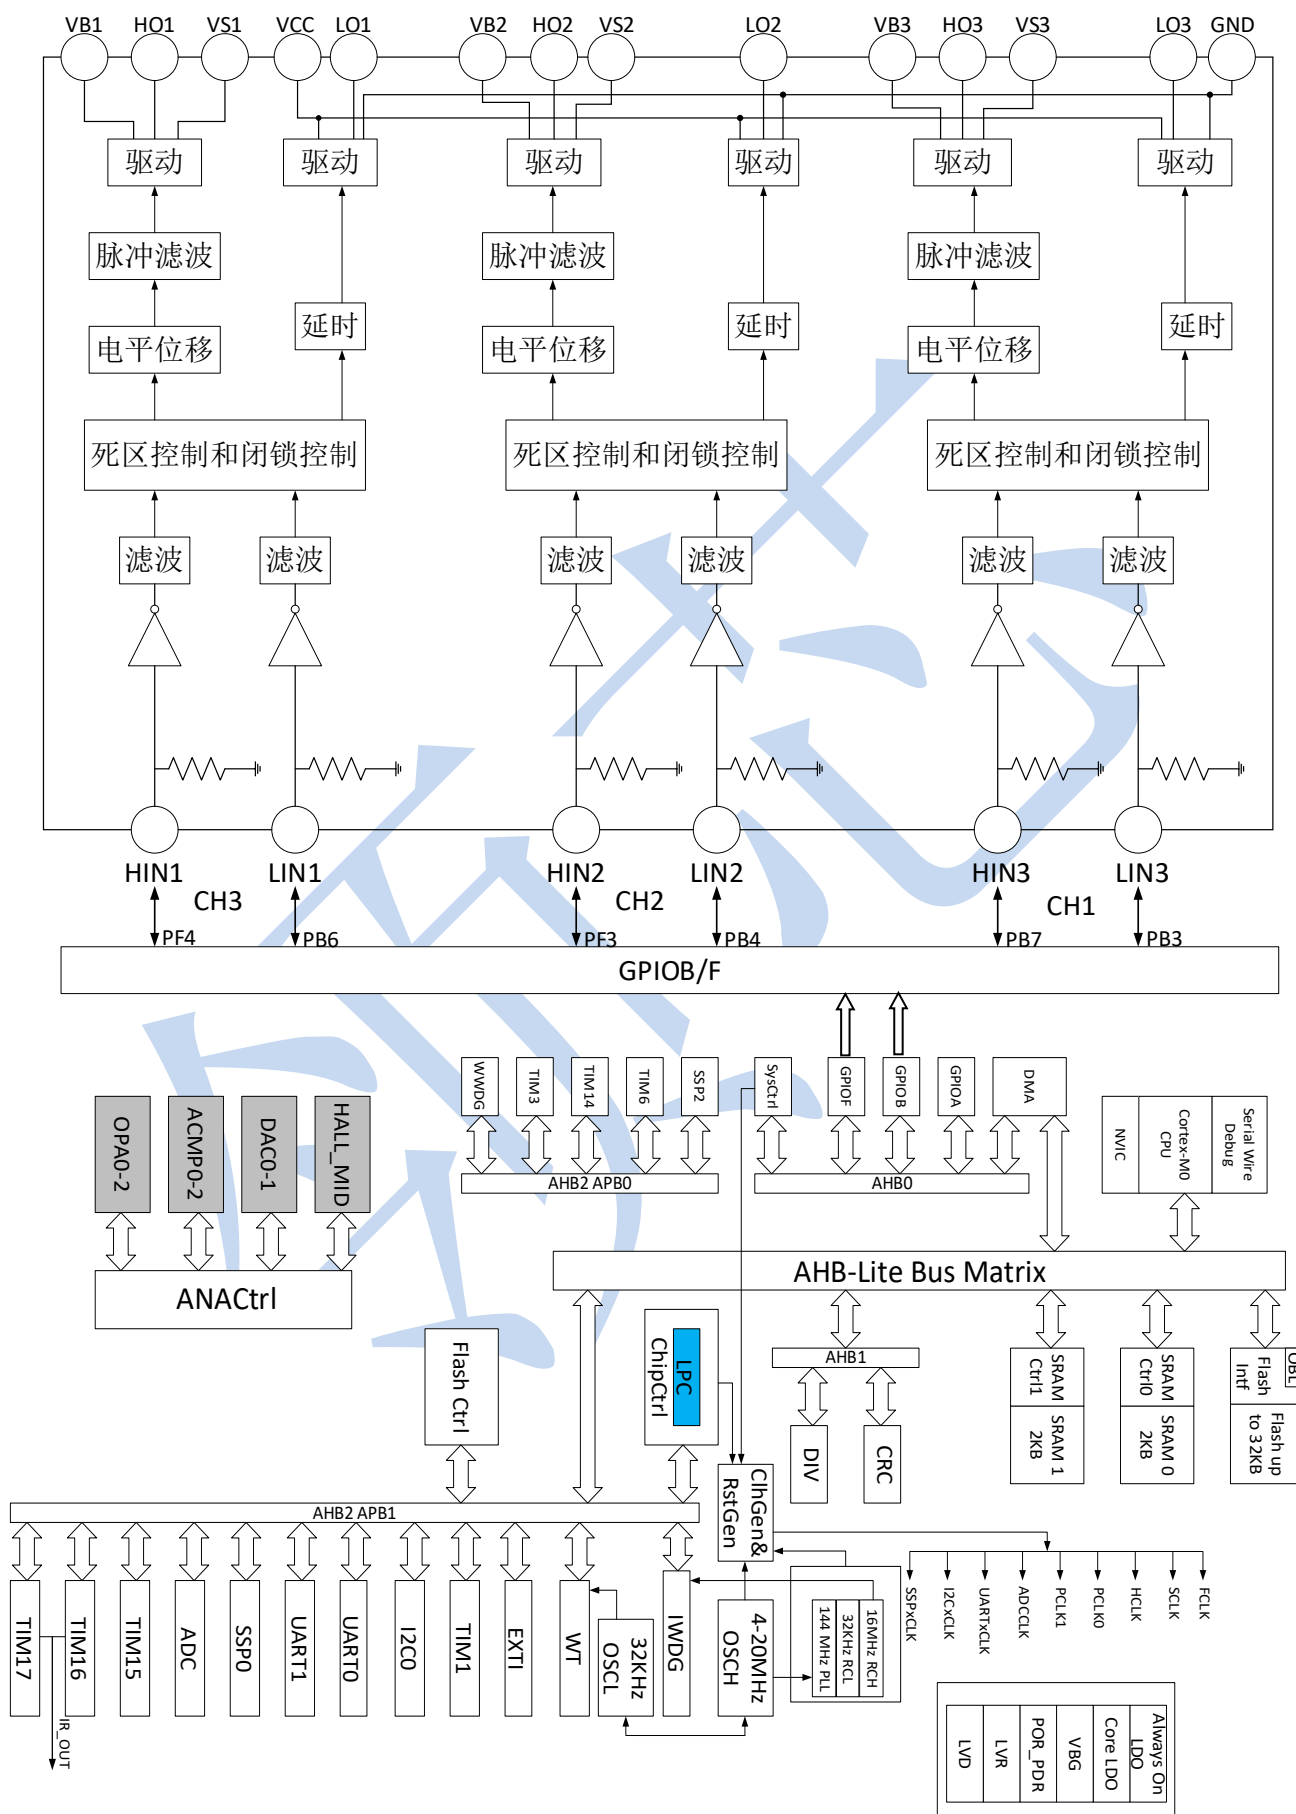 VB1 HO1 VS1 VCC LO1 VB2 HO2 VS2 LO2 VB3 HO3 VS3 LO3 GND
驱动 驱动 驱动 驱动 驱动 驱动
脉冲滤波 脉冲滤波 脉冲滤波
延时 延时 延时
电平位移 电平位移 电平位移
死区控制和闭锁控制 死区控制和闭锁控制 死区控制和闭锁控制
滤波 滤波 滤波 滤波 滤波 滤波
HIN1 LIN1 HIN2 LIN2 HIN3 LIN3
CH3 CH2 CH1
PF4 PB6 PF3 PB4 PB7 PB3
GPIOB/F
WWDG
TIM3
TIM14
TIM6
SSP2
SysCtrl
GPIOF
GPIOB
GPIOA
DMA
NVIC
Cortex-M0
CPU
Serial Wire
Debug
OPA0-2
ACMP0-2
DAC0-1
HALL_MID
AHB2 APB0
AHB0
AHB-Lite Bus Matrix
ANACtrl
Flash Ctrl
LPC
ChipCtrl
AHB1
DIV
CRC
SRAM
Ctrl1
SRAM 1
2KB
SRAM
Ctrl0
SRAM 0
2KB
OBL
Flash
Intf
Flash up
to 32KB
ClhGen&
RstGen
AHB2 APB1
TIM17
TIM16
TIM15
ADC
SSP0
UART1
UART0
I2C0
TIM1
EXTI
WT
32KHz
OSCL
IWDG
4-20MHz
OSCH
144 MHz PLL
32KHz RCL
16MHz RCH
SSPxCLK
I2CxCLK
UARTxCLK
ADCCLK
PCLK1
PCLK0
HCLK
SCLK
FCLK
IR_OUT
LVD
LVR
POR_PDR
VBG
Core LDO
Always On
LDO